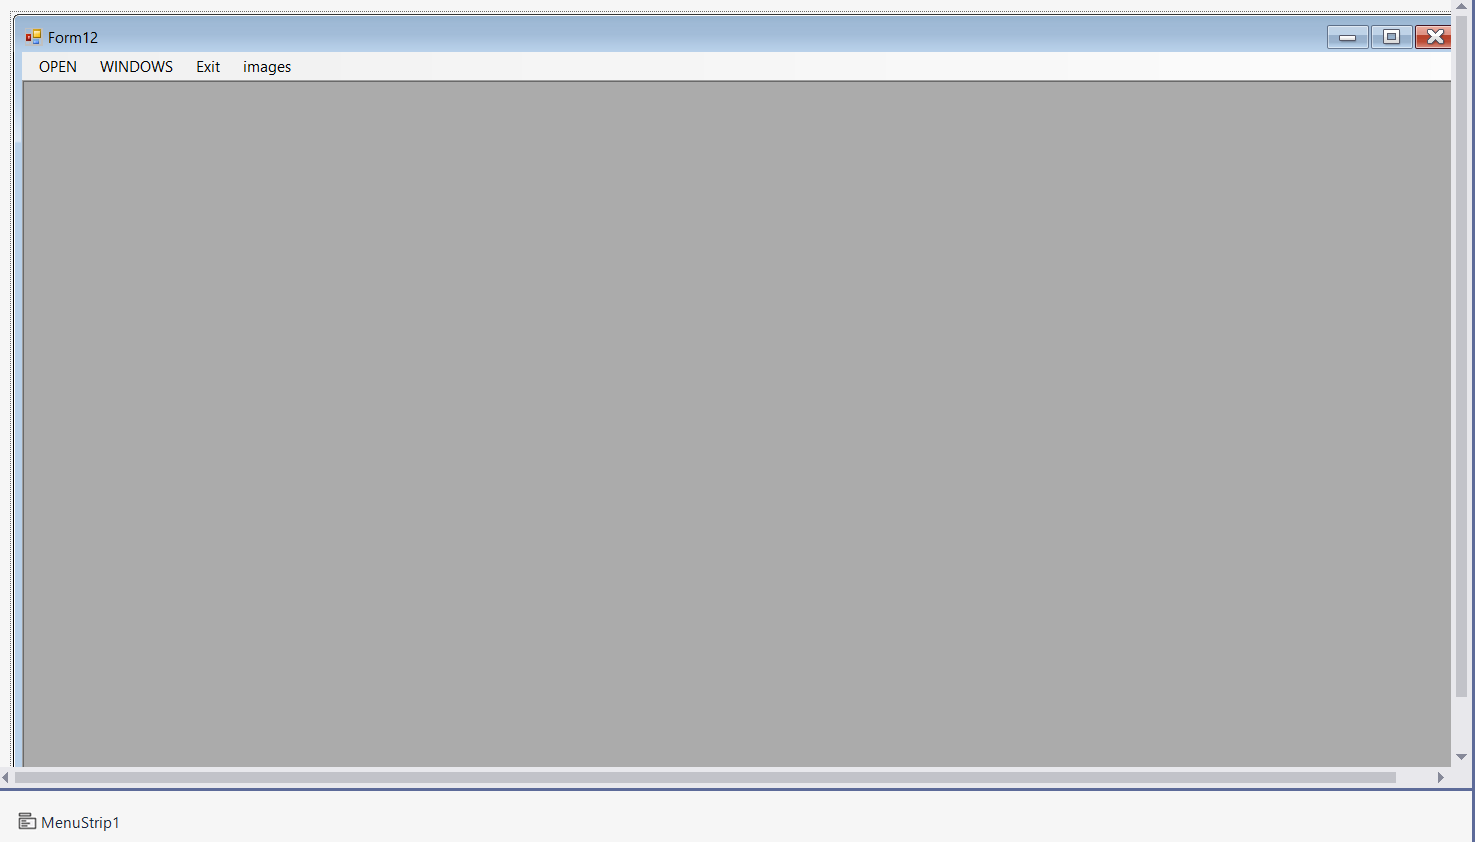 Form12
OPEN WINDOWS Exit images
MenuStrip1